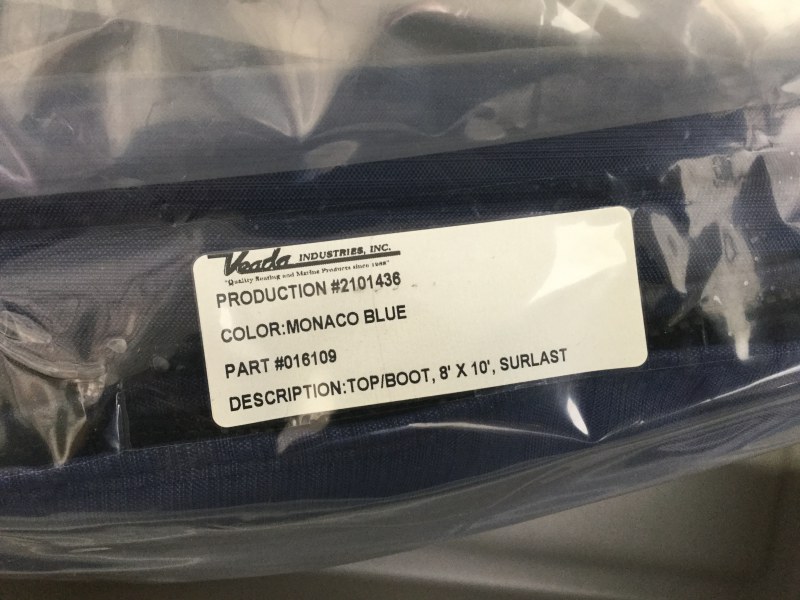 Veada INDUSTRIES, INC.
"Quality Seating and Marine Products since 1988"
PRODUCTION #2101436
COLOR:MONACO BLUE
PART #016109
DESCRIPTION:TOP/BOOT, 8' X 10', SURLAST